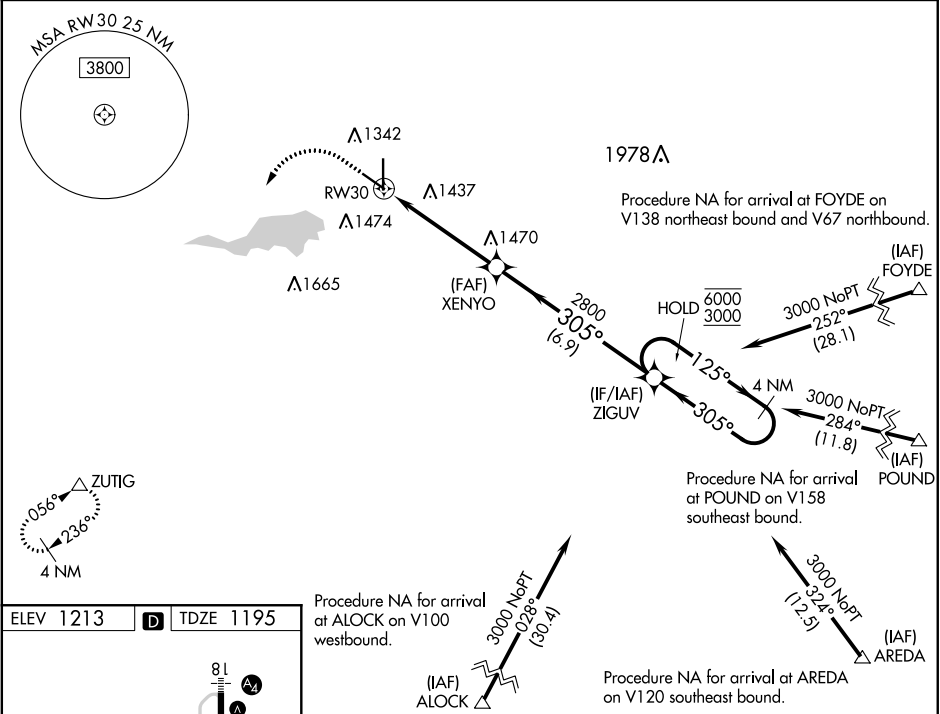 MSA RW30 25 NM
3800
1342
1978
RW30
1437
1474
1470
1665
(FAF)
XENYO
Procedure NA for arrival at FOYDE on
V138 northeast bound and V67 northbound.
(IAF)
FOYDE
3000 NoPT
252°
(28.1)
HOLD
6000
3000
2800
305°
(6.9)
125°
4 NM
305°
(IF/IAF)
ZIGUV
3000 NoPT
284°
(11.8)
(IAF)
POUND
Procedure NA for arrival
at POUND on V158
southeast bound.
ZUTIG
056°
236°
4 NM
3000 NoPT
028°
(30.4)
3000 NoPT
324°
(12.5)
Procedure NA for arrival
at ALOCK on V100
westbound.
(IAF)
ALOCK
(IAF)
AREDA
Procedure NA for arrival at AREDA
on V120 southeast bound.
ELEV 1213
D
TDZE 1195
18
A4